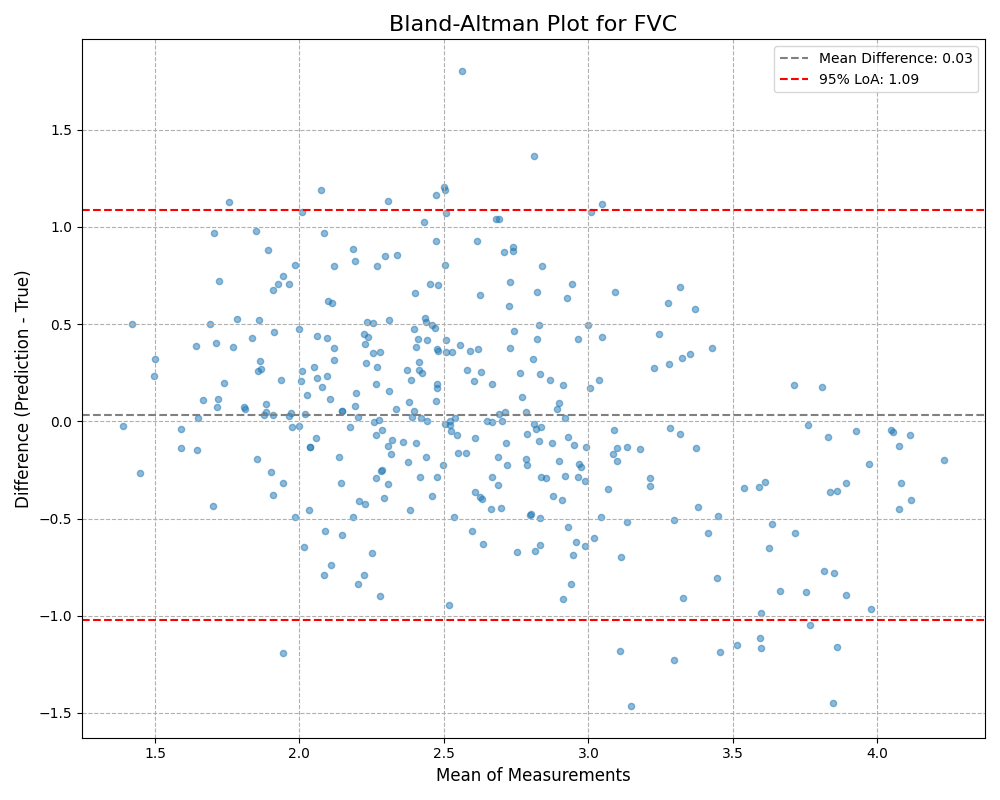 Bland-Altman Plot for FVC
Mean Difference: 0.03
95% LoA: 1.09
Difference (Prediction - True)
1.5
1.0
0.5
0.0
−0.5
−1.0
−1.5
1.5 2.0 2.5 3.0 3.5 4.0
Mean of Measurements